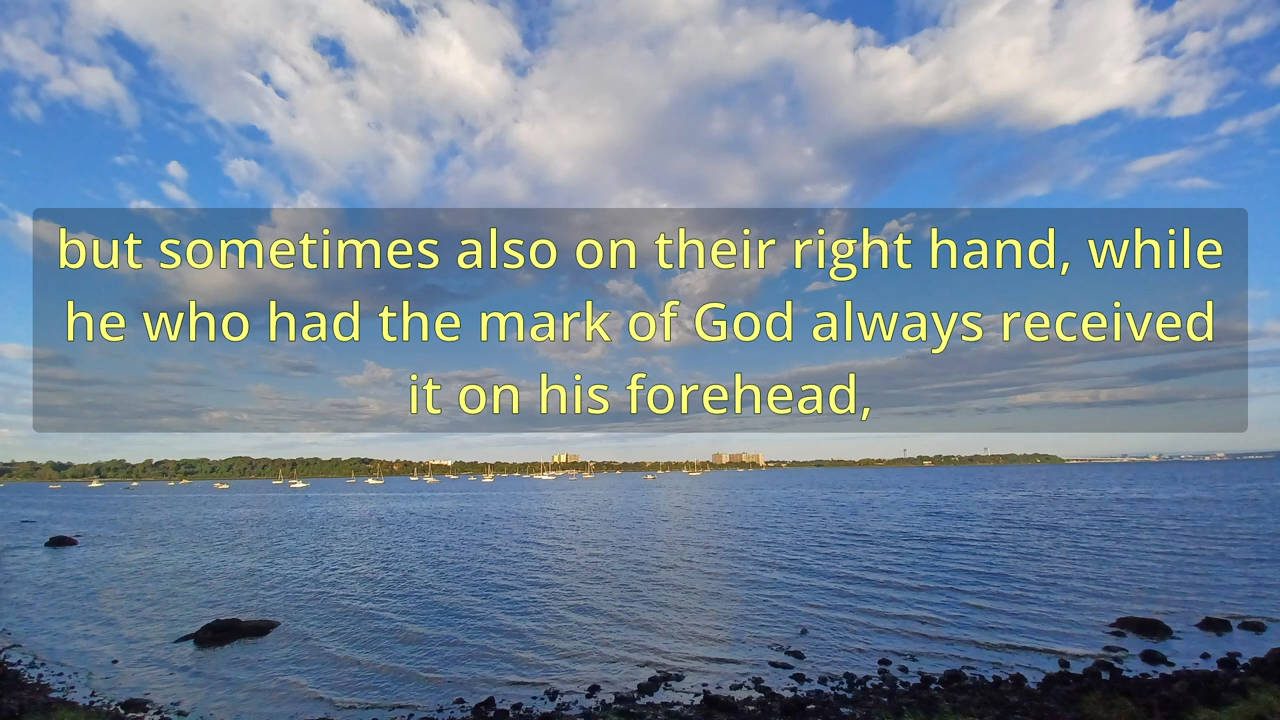 but sometimes also on their right hand, while
he who had the mark of God always received
it on his forehead,